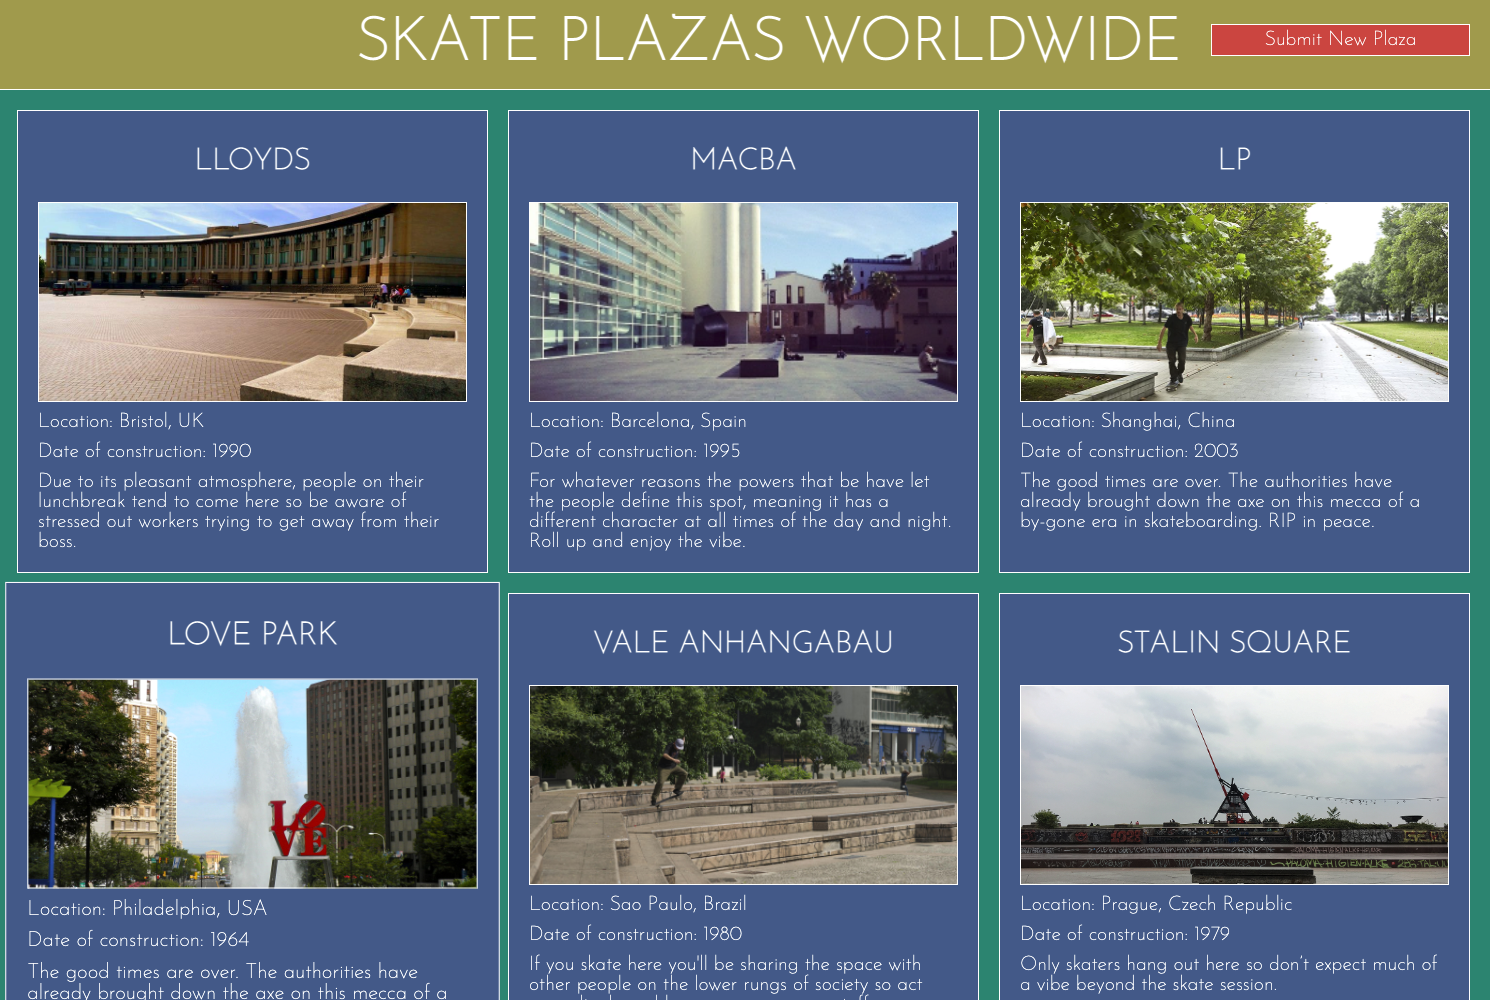 SKATE PLAZAS WORLDWIDE
Submit New Plaza
LLOYDS
Location: Bristol, UK
Date of construction: 1990
Due to its pleasant atmosphere, people on their
lunchbreak tend to come here so be aware of
stressed out workers trying to get away from their
boss.
MACBA
Location: Barcelona, Spain
Date of construction: 1995
For whatever reasons the powers that be have let
the people define this spot, meaning it has a
different character at all times of the day and night.
Roll up and enjoy the vibe.
LP
Location: Shanghai, China
Date of construction: 2003
The good times are over. The authorities have
already brought down the axe on this mecca of a
by-gone era in skateboarding. RIP in peace.
LOVE PARK
LOVE
Location: Philadelphia, USA
Date of construction: 1964
The good times are over. The authorities have
already brought down the axe on this mecca of a
VALE ANHANGABAU
Location: Sao Paulo, Brazil
Date of construction: 1980
If you skate here you'll be sharing the space with
other people on the lower rungs of society so act
STALIN SQUARE
Location: Prague, Czech Republic
Date of construction: 1979
Only skaters hang out here so don't expect much of
a vibe beyond the skate session.